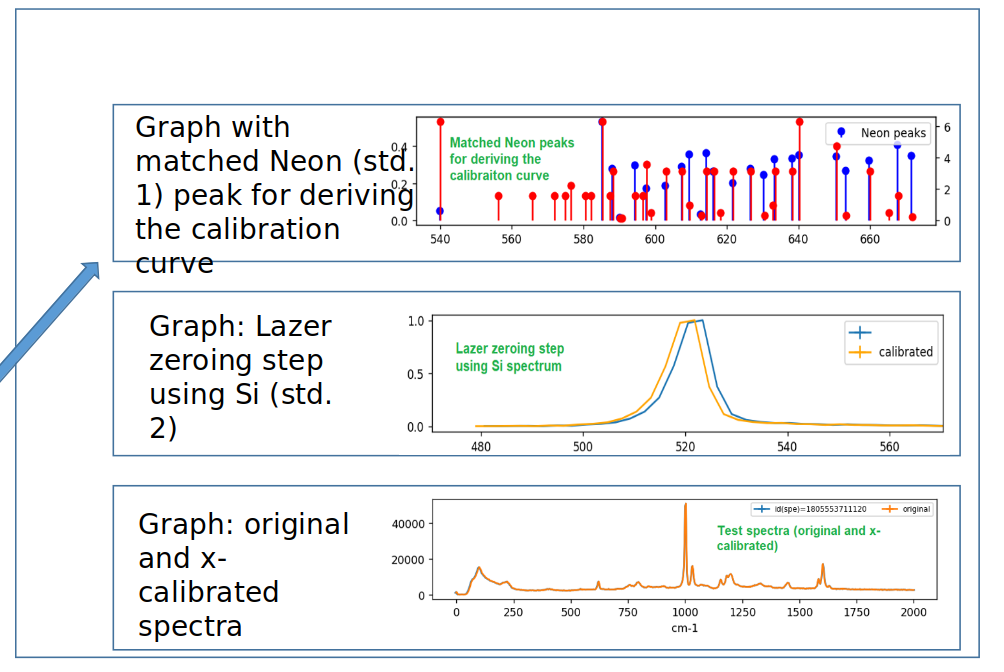 Graph with
matched Neon (std.
1) peak for deriving
the calibration
curve
Matched Neon peaks
for deriving the
calibraiton curve
Neon peaks
0.4
0.2
0.0
6
4
2
0
540 560 580 600 620 640 660
Graph: Lazer
zeroing step
using Si (std.
2)
Lazer zeroing step
using Si spectrum
calibrated
1.0
0.5
0.0
480 500 520 540 560
Graph: original
and x-
calibrated
spectra
id(spe)=1805553711120 original
Test spectra (original and x-
calibrated)
40000
20000
0
0 250 500 750 1000 1250 1500 1750 2000
cm-1